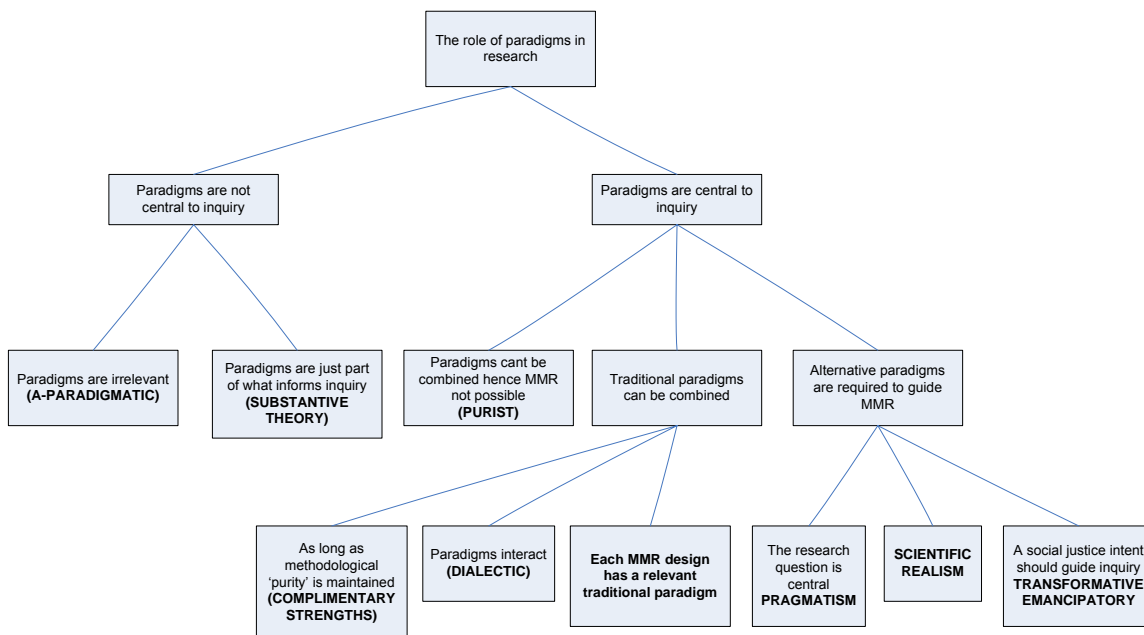 The role of paradigms in
research
Paradigms are not
central to inquiry
Paradigms are central to
inquiry
Paradigms are irrelevant
(A-PARADIGMATIC)
Paradigms are just part
of what informs inquiry
(SUBSTANTIVE
THEORY)
Paradigms cant be
combined hence MMR
not possible
(PURIST)
Traditional paradigms
can be combined
Alternative paradigms
are required to guide
MMR
As long as
methodological
‘purity’ is maintained
(COMPLIMENTARY
STRENGTHS)
Paradigms interact
(DIALECTIC)
Each MMR design
has a relevant
traditional paradigm
The research
question is
central
PRAGMATISM
SCIENTIFIC
REALISM
A social justice intent
should guide inquiry
TRANSFORMATIVE
EMANCIPATORY